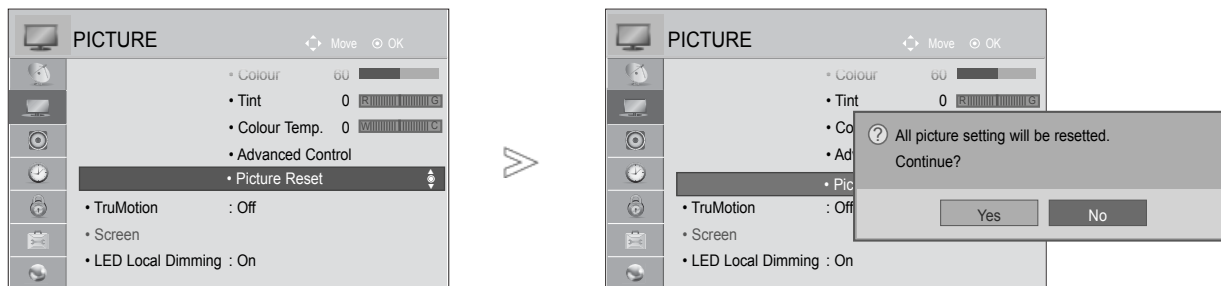 PICTURE
Move OK
• Colour 60
• Tint 0 R G
• Colour Temp. 0 W C
• Advanced Control
• Picture Reset
• TruMotion : Off
• Screen
• LED Local Dimming : On
PICTURE
Move OK
• Colour 60
• Tint 0 R G
• Co
• Ad
• Pic
• TruMotion : Off
• Screen
• LED Local Dimming : On
? All picture setting will be resetted.
Continue?
Yes No